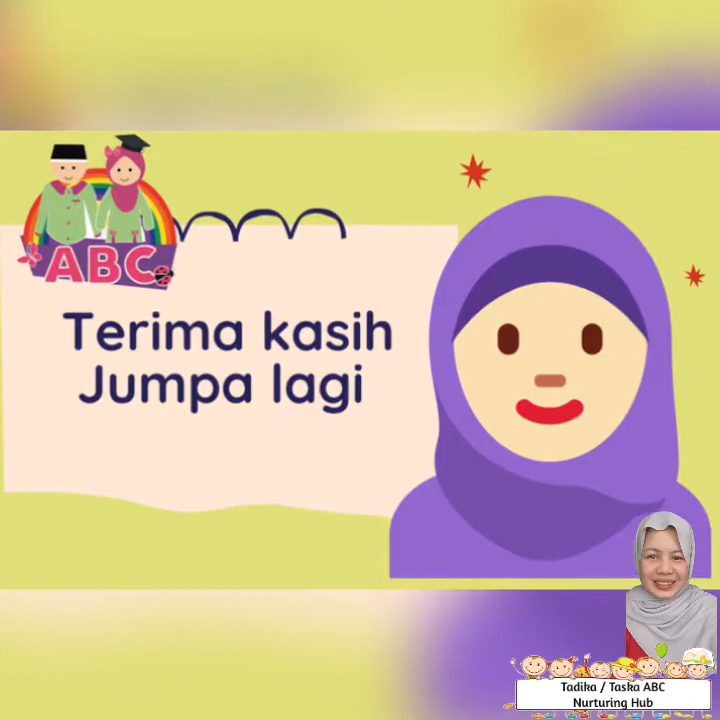 ABC
Terima kasih
Jumpa lagi
Tadika / Taska ABC
Nurturing Hub